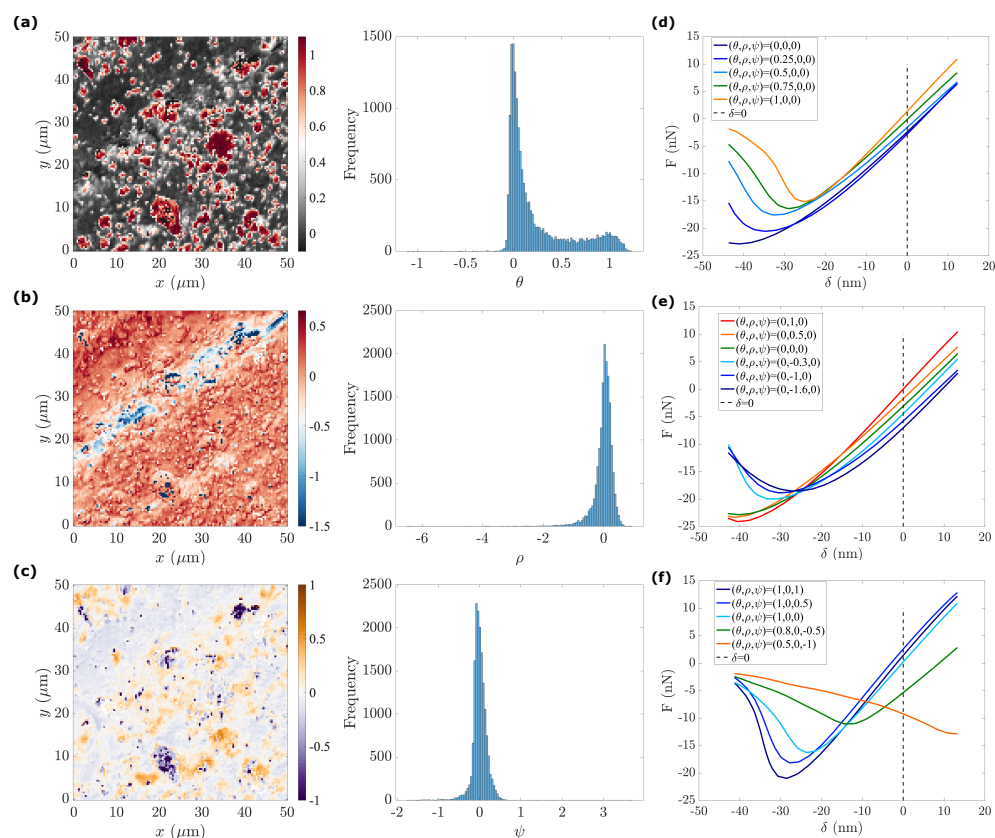 (a)
50
40
30
20
10
0
y (μm)
0 10 20 30 40 50
x (μm)
1
0.8
0.6
0.4
0.2
0
1500
1000
500
0
Frequency
-1 -0.5 0 0.5 1
θ
(d)
15
10
5
0
-5
-10
-15
-20
-25
F (nN)
(θ,ρ,ψ)=(0,0,0)
(θ,ρ,ψ)=(0.25,0,0)
(θ,ρ,ψ)=(0.5,0,0)
(θ,ρ,ψ)=(0.75,0,0)
(θ,ρ,ψ)=(1,0,0)
δ=0
-50 -40 -30 -20 -10 0 10 20
δ (nm)
(b)
50
40
30
20
10
0
y (μm)
0 10 20 30 40 50
x (μm)
0.5
0
-0.5
-1
-1.5
2500
2000
1500
1000
500
0
Frequency
-6 -4 -2 0
ρ
(e)
15
10
5
0
-5
-10
-15
-20
-25
F (nN)
(θ,ρ,ψ)=(0,1,0)
(θ,ρ,ψ)=(0,0.5,0)
(θ,ρ,ψ)=(0,0,0)
(θ,ρ,ψ)=(0,-0.3,0)
(θ,ρ,ψ)=(0,-1,0)
(θ,ρ,ψ)=(0,-1.6,0)
δ=0
-50 -40 -30 -20 -10 0 10 20
δ (nm)
(c)
50
40
30
20
10
0
y (μm)
0 10 20 30 40 50
x (μm)
1
0.5
0
-0.5
-1
2500
2000
1500
1000
500
0
Frequency
-2 -1 0 1 2 3
ψ
(f)
15
10
5
0
-5
-10
-15
-20
-25
F (nN)
(θ,ρ,ψ)=(1,0,1)
(θ,ρ,ψ)=(1,0,0.5)
(θ,ρ,ψ)=(1,0,0)
(θ,ρ,ψ)=(0.8,0,-0.5)
(θ,ρ,ψ)=(0.5,0,-1)
δ=0
-50 -40 -30 -20 -10 0 10 20
δ (nm)